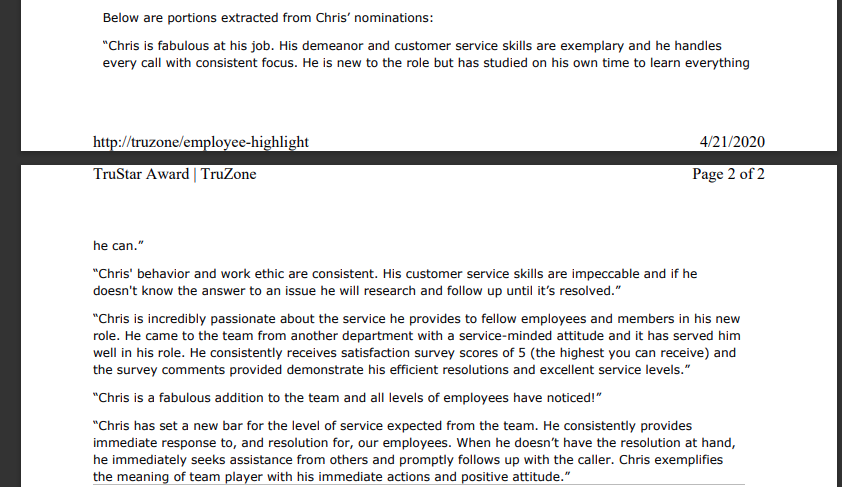 Below are portions extracted from Chris’ nominations:
“Chris is fabulous at his job. His demeanor and customer service skills are exemplary and he handles
every call with consistent focus. He is new to the role but has studied on his own time to learn everything
http://truzone/employee-highlight 4/21/2020
TruStar Award | TruZone Page 2 of 2
he can.”
“Chris' behavior and work ethic are consistent. His customer service skills are impeccable and if he
doesn't know the answer to an issue he will research and follow up until it’s resolved.”
“Chris is incredibly passionate about the service he provides to fellow employees and members in his new
role. He came to the team from another department with a service-minded attitude and it has served him
well in his role. He consistently receives satisfaction survey scores of 5 (the highest you can receive) and
the survey comments provided demonstrate his efficient resolutions and excellent service levels.”
“Chris is a fabulous addition to the team and all levels of employees have noticed!”
“Chris has set a new bar for the level of service expected from the team. He consistently provides
immediate response to, and resolution for, our employees. When he doesn’t have the resolution at hand,
he immediately seeks assistance from others and promptly follows up with the caller. Chris exemplifies
the meaning of team player with his immediate actions and positive attitude.”